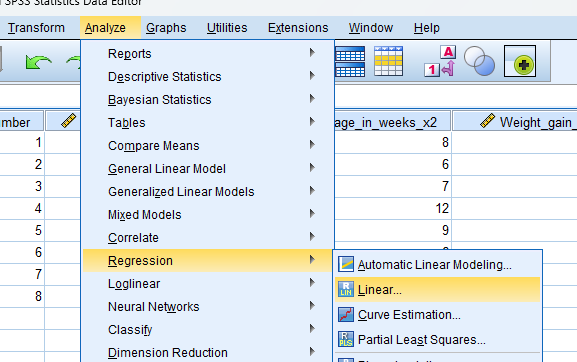 SPSS Statistics Data Editor
Transform Analyze Graphs Utilities Extensions Window Help
Reports
Descriptive Statistics
Bayesian Statistics
Tables
Compare Means
General Linear Model
Generalized Linear Models
Mixed Models
Correlate
Regression
Loglinear
Neural Networks
Classify
Dimension Reduction
Automatic Linear Modeling...
Linear...
Curve Estimation...
Partial Least Squares...
1 A
mber age_in_weeks_x2 Weight_gain_
1 8
2 6
3 7
4 12
5 9
6
7
8
R LIN
R PLS